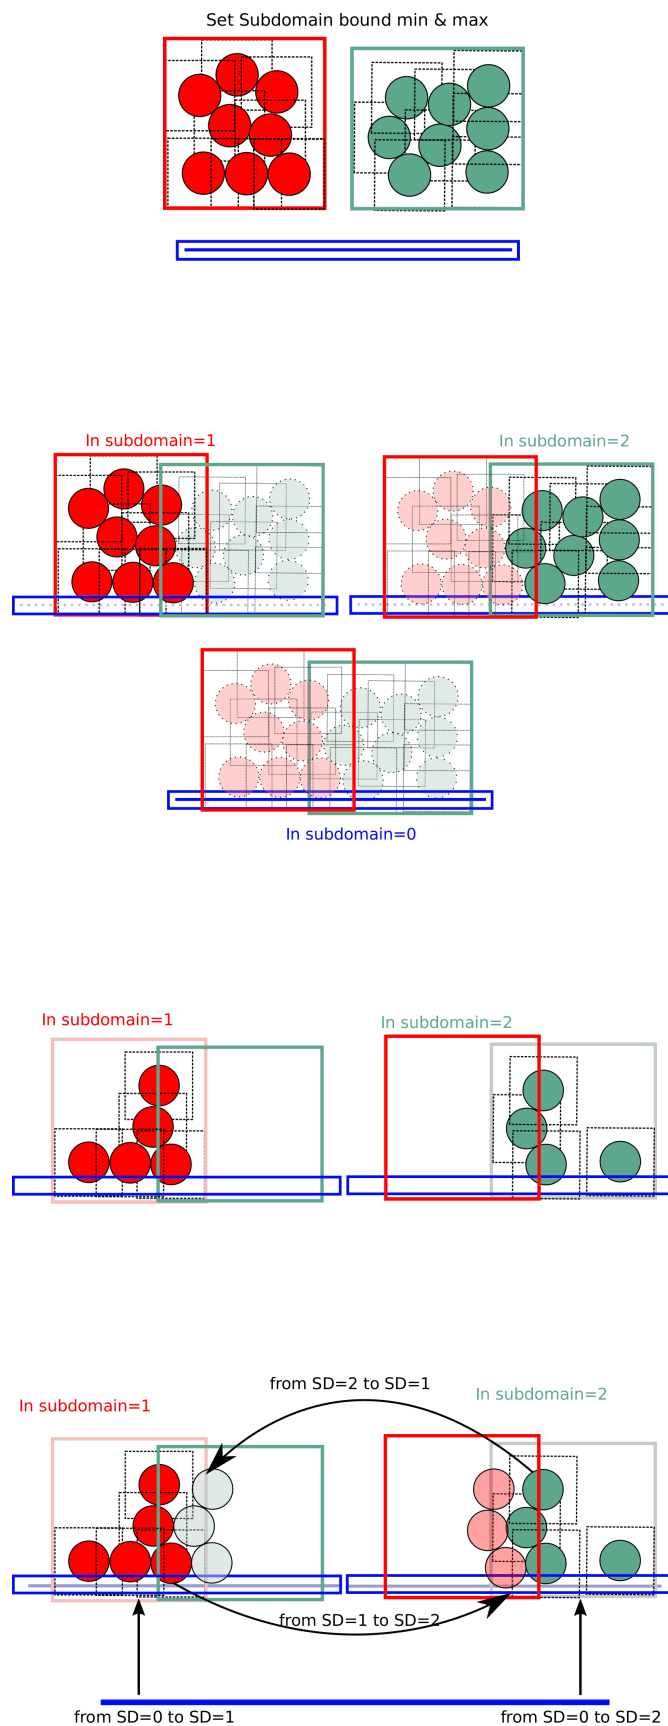 Set Subdomain bound min & max
In subdomain=1
In subdomain=2
In subdomain=0
In subdomain=1
In subdomain=2
from SD=2 to SD=1
In subdomain=2
In subdomain=1
from SD=1 to SD=2
from SD=0 to SD=1
from SD=0 to SD=2